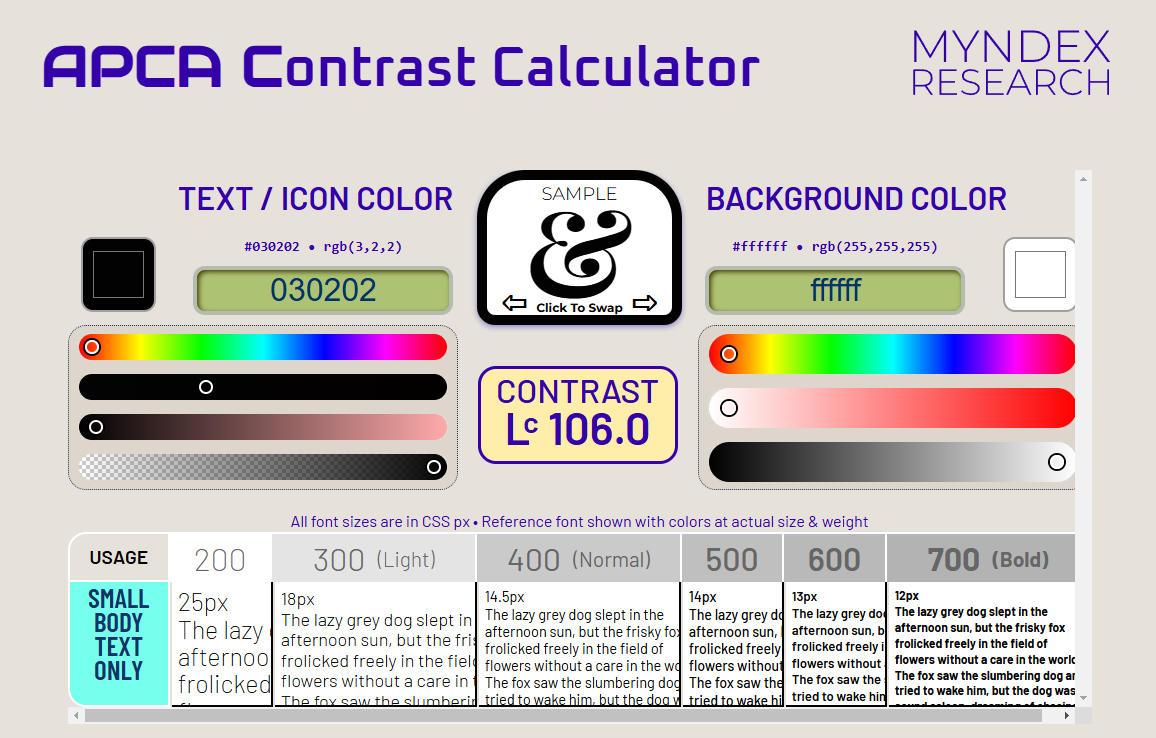 APCA Contrast Calculator
MYNDEX
RESEARCH
TEXT / ICON COLOR
#030202 • rgb(3,2,2)
030202
SAMPLE
&
Click To Swap
BACKGROUND COLOR
#ffffff • rgb(255,255,255)
ffffff
CONTRAST
Lc 106.0
All font sizes are in CSS px • Reference font shown with colors at actual size & weight
USAGE
200
300 (Light)
400 (Normal)
500
600
700 (Bold)
SMALL
BODY
TEXT
ONLY
25px
The lazy
afternoo
frolicked
18px
The lazy grey dog slept in
afternoon sun, but the fris
frolicked freely in the field
flowers without a care in t
The fox saw the slumberin
14.5px
The lazy grey dog slept in the
afternoon sun, but the frisky fox
frolicked freely in the field of
flowers without a care in the wo
The fox saw the slumbering dog
tried to wake him, but the dog w
14px
The lazy grey do
afternoon sun,
frolicked freely
flowers without
The fox saw the
tried to wake hi
13px
The lazy grey do
afternoon sun, b
frolicked freely i
flowers without
The fox saw the s
tried to wake him
12px
The lazy grey dog slept in the
afternoon sun, but the frisky fox
frolicked freely in the field of
flowers without a care in the world
The fox saw the slumbering dog an
tried to wake him, but the dog was